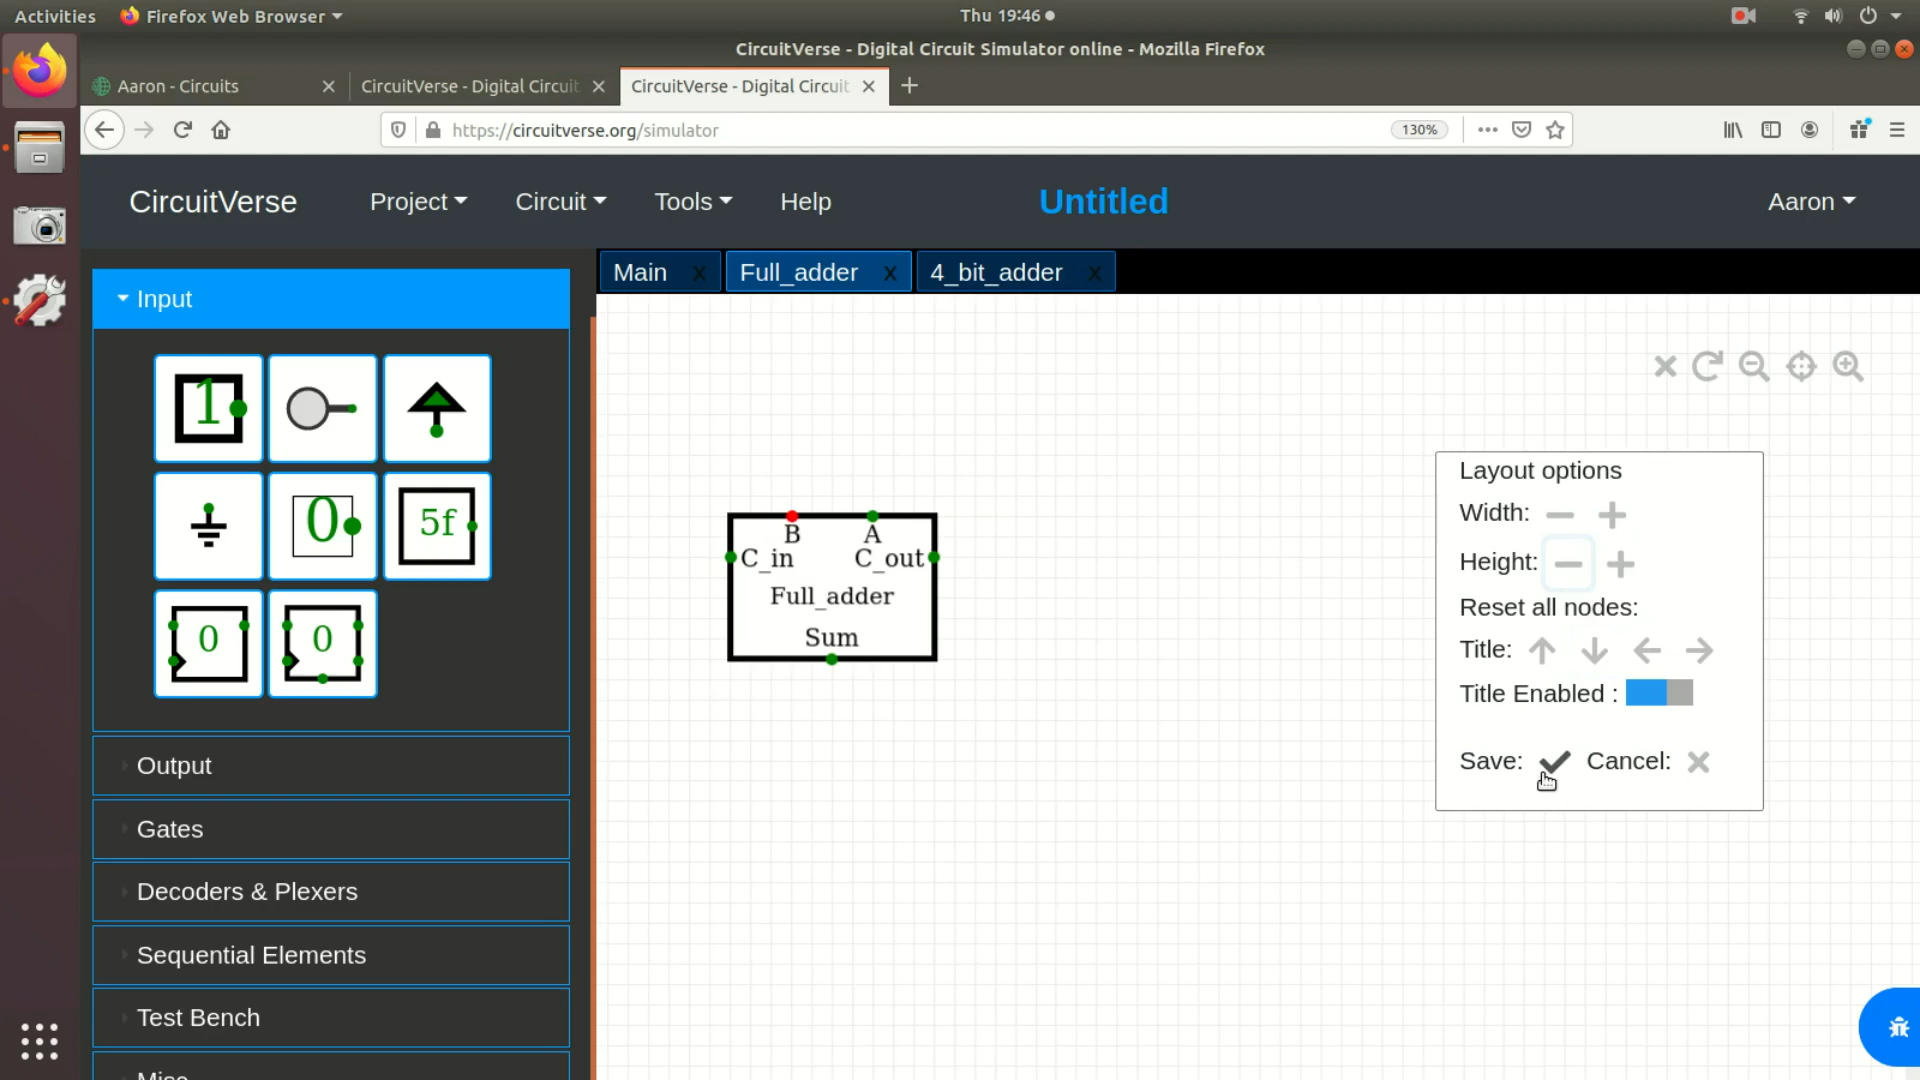 Activities
Firefox Web Browser
Thu 19:46
CircuitVerse - Digital Circuit Simulator online - Mozilla Firefox
Aaron - Circuits
CircuitVerse - Digital Circuit
CircuitVerse - Digital Circuit
https://circuitverse.org/simulator
130%
CircuitVerse
Project
Circuit
Tools
Help
Untitled
Aaron
Main x
Full_adder x
4_bit_adder x
Input
1
0
5f
0
0
Output
Gates
Decoders & Plexers
Sequential Elements
Test Bench
Misc
B A
C_in C_out
Full_adder
Sum
Layout options
Width:
Height:
Reset all nodes:
Title:
Title Enabled :
Save: Cancel: